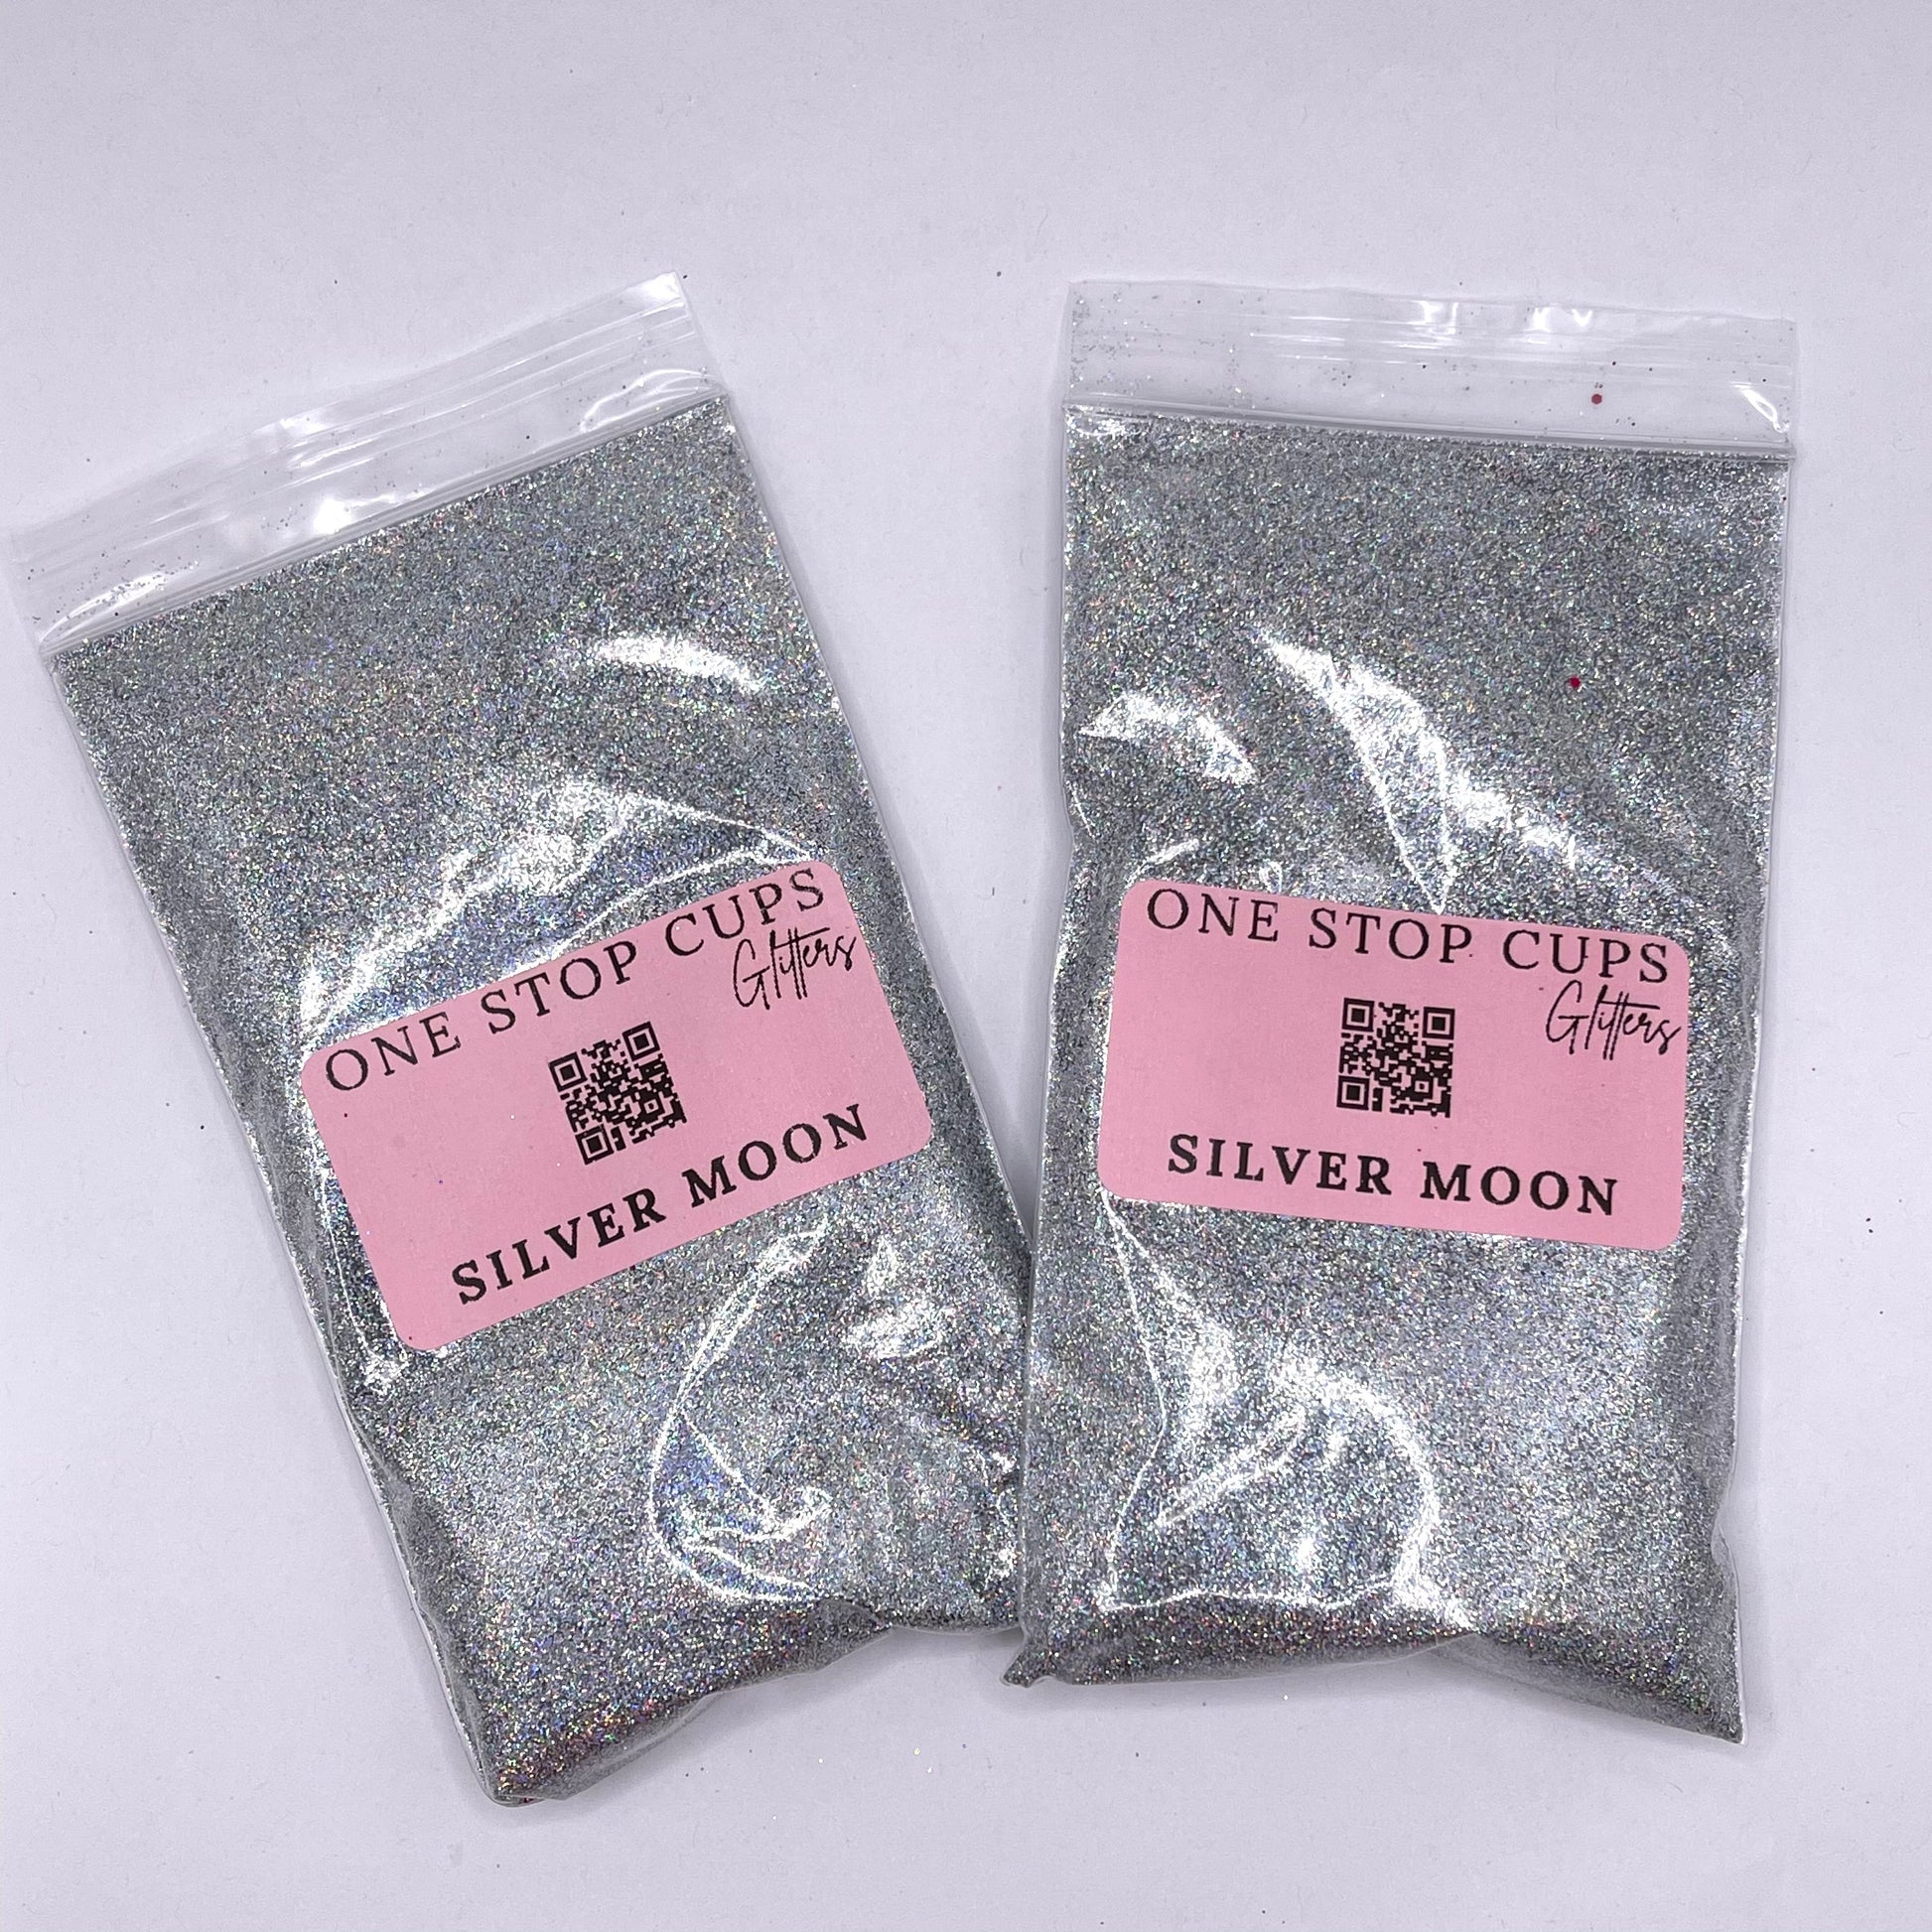 ONE STOP CUPS
Glitters
SILVER MOON
ONE STOP CUPS
Glitters
SILVER MOON